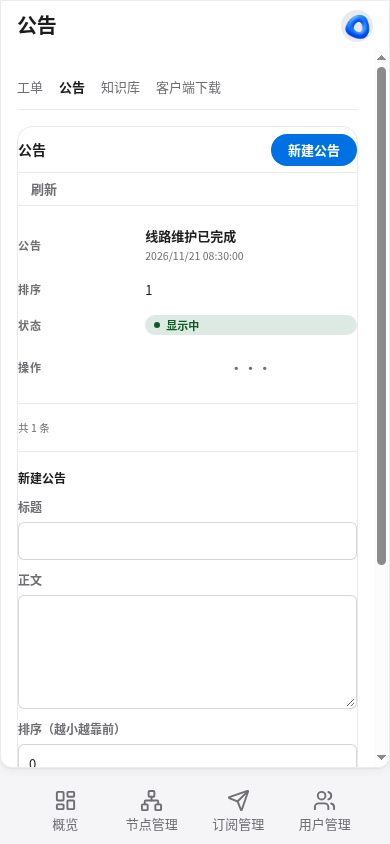 公告
工单 公告 知识库 客户端下载
公告 新建公告
刷新
公告 线路维护已完成
2026/11/21 08:30:00
排序 1
状态 显示中
操作 • • •
共 1 条
新建公告
标题
正文
排序（越小越靠前）
0
概览 节点管理 订阅管理 用户管理